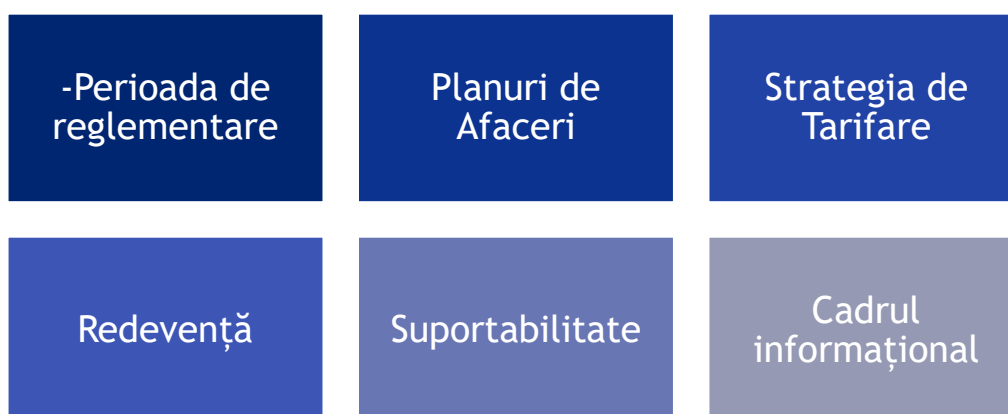 -Perioada de
reglementare
Planuri de
Afaceri
Strategia de
Tarifare
Redevență
Suportabilitate
Cadrul
informațional